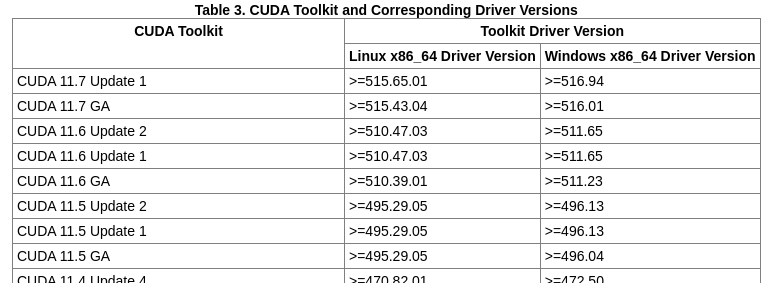 Table 3. CUDA Toolkit and Corresponding Driver Versions
CUDA Toolkit Toolkit Driver Version
Linux x86_64 Driver Version Windows x86_64 Driver Version
CUDA 11.7 Update 1 >=515.65.01 >=516.94
CUDA 11.7 GA >=515.43.04 >=516.01
CUDA 11.6 Update 2 >=510.47.03 >=511.65
CUDA 11.6 Update 1 >=510.47.03 >=511.65
CUDA 11.6 GA >=510.39.01 >=511.23
CUDA 11.5 Update 2 >=495.29.05 >=496.13
CUDA 11.5 Update 1 >=495.29.05 >=496.13
CUDA 11.5 GA >=495.29.05 >=496.04
CUDA 11.4 Update 4 >=470.82.01 >=472.50